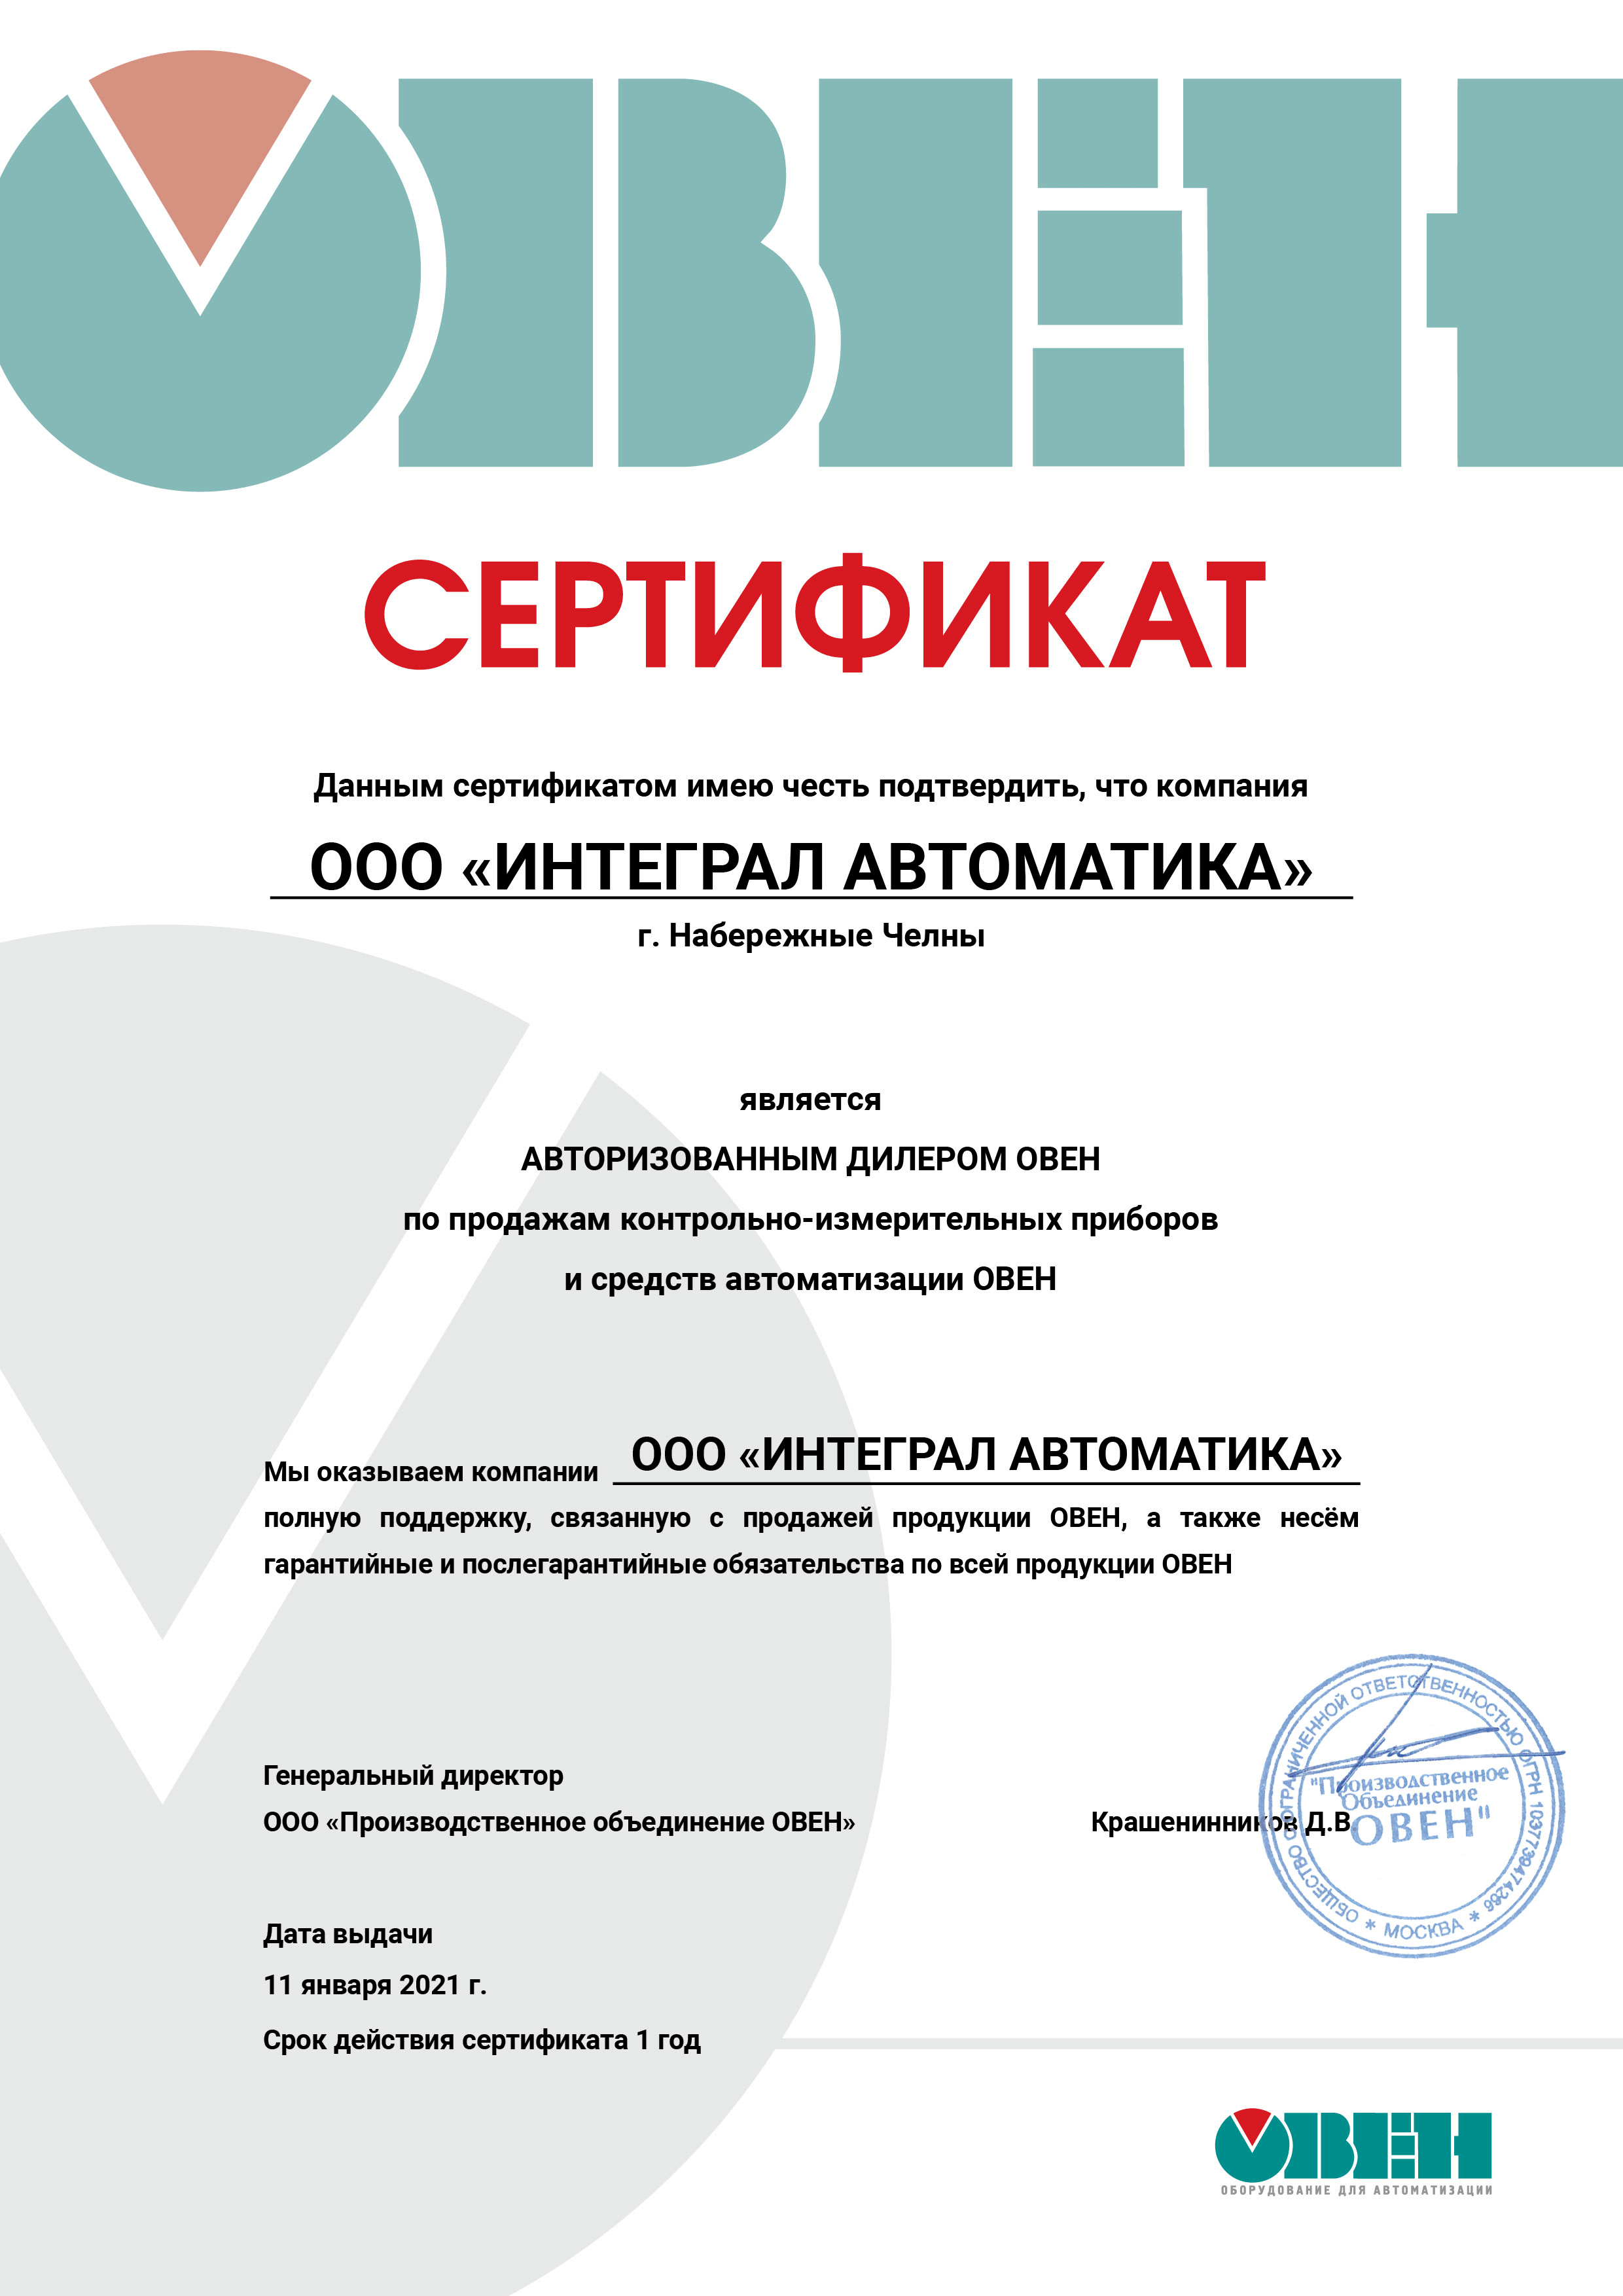 ОВЕН
СЕРТИФИКАТ
Данным сертификатом имею честь подтвердить, что компания
ООО «ИНТЕГРАЛ АВТОМАТИКА»
г. Набережные Челны
является
АВТОРИЗОВАННЫМ ДИЛЕРОМ ОВЕН
по продажам контрольно-измерительных приборов
и средств автоматизации ОВЕН
Мы оказываем компании ООО «ИНТЕГРАЛ АВТОМАТИКА»
полную поддержку, связанную с продажей продукции ОВЕН, а также несём
гарантийные и послегарантийные обязательства по всей продукции ОВЕН
Генеральный директор
ООО «Производственное объединение ОВЕН»
Крашенинников Д.В
ОБЩЕСТВО С ОГРАНИЧЕННОЙ ОТВЕТСТВЕННОСТЬЮ ОГРН 1037739474266
* МОСКВА *
"Производственное
Объединение
ОВЕН"
Дата выдачи
11 января 2021 г.
Срок действия сертификата 1 год
ОВЕН
ОБОРУДОВАНИЕ ДЛЯ АВТОМАТИЗАЦИИ